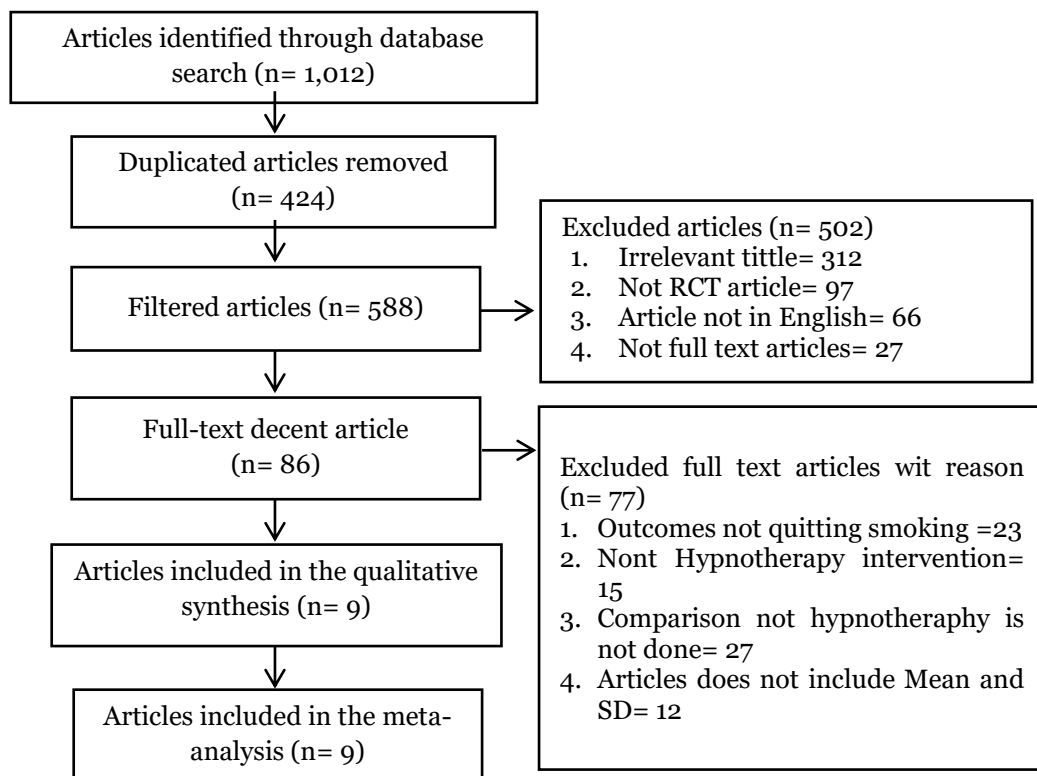 Articles identified through database
search (n= 1,012)
Duplicated articles removed
(n= 424)
Filtered articles (n= 588)
Excluded articles (n= 502)
1. Irrelevant tittle= 312
2. Not RCT article= 97
3. Article not in English= 66
4. Not full text articles= 27
Full-text decent article
(n= 86)
Excluded full text articles wit reason
(n= 77)
1. Outcomes not quitting smoking =23
2. Nont Hypnotherapy intervention=
15
3. Comparison not hypnotheraphy is
not done= 27
4. Articles does not include Mean and
SD= 12
Articles included in the qualitative
synthesis (n= 9)
Articles included in the meta-
analysis (n= 9)